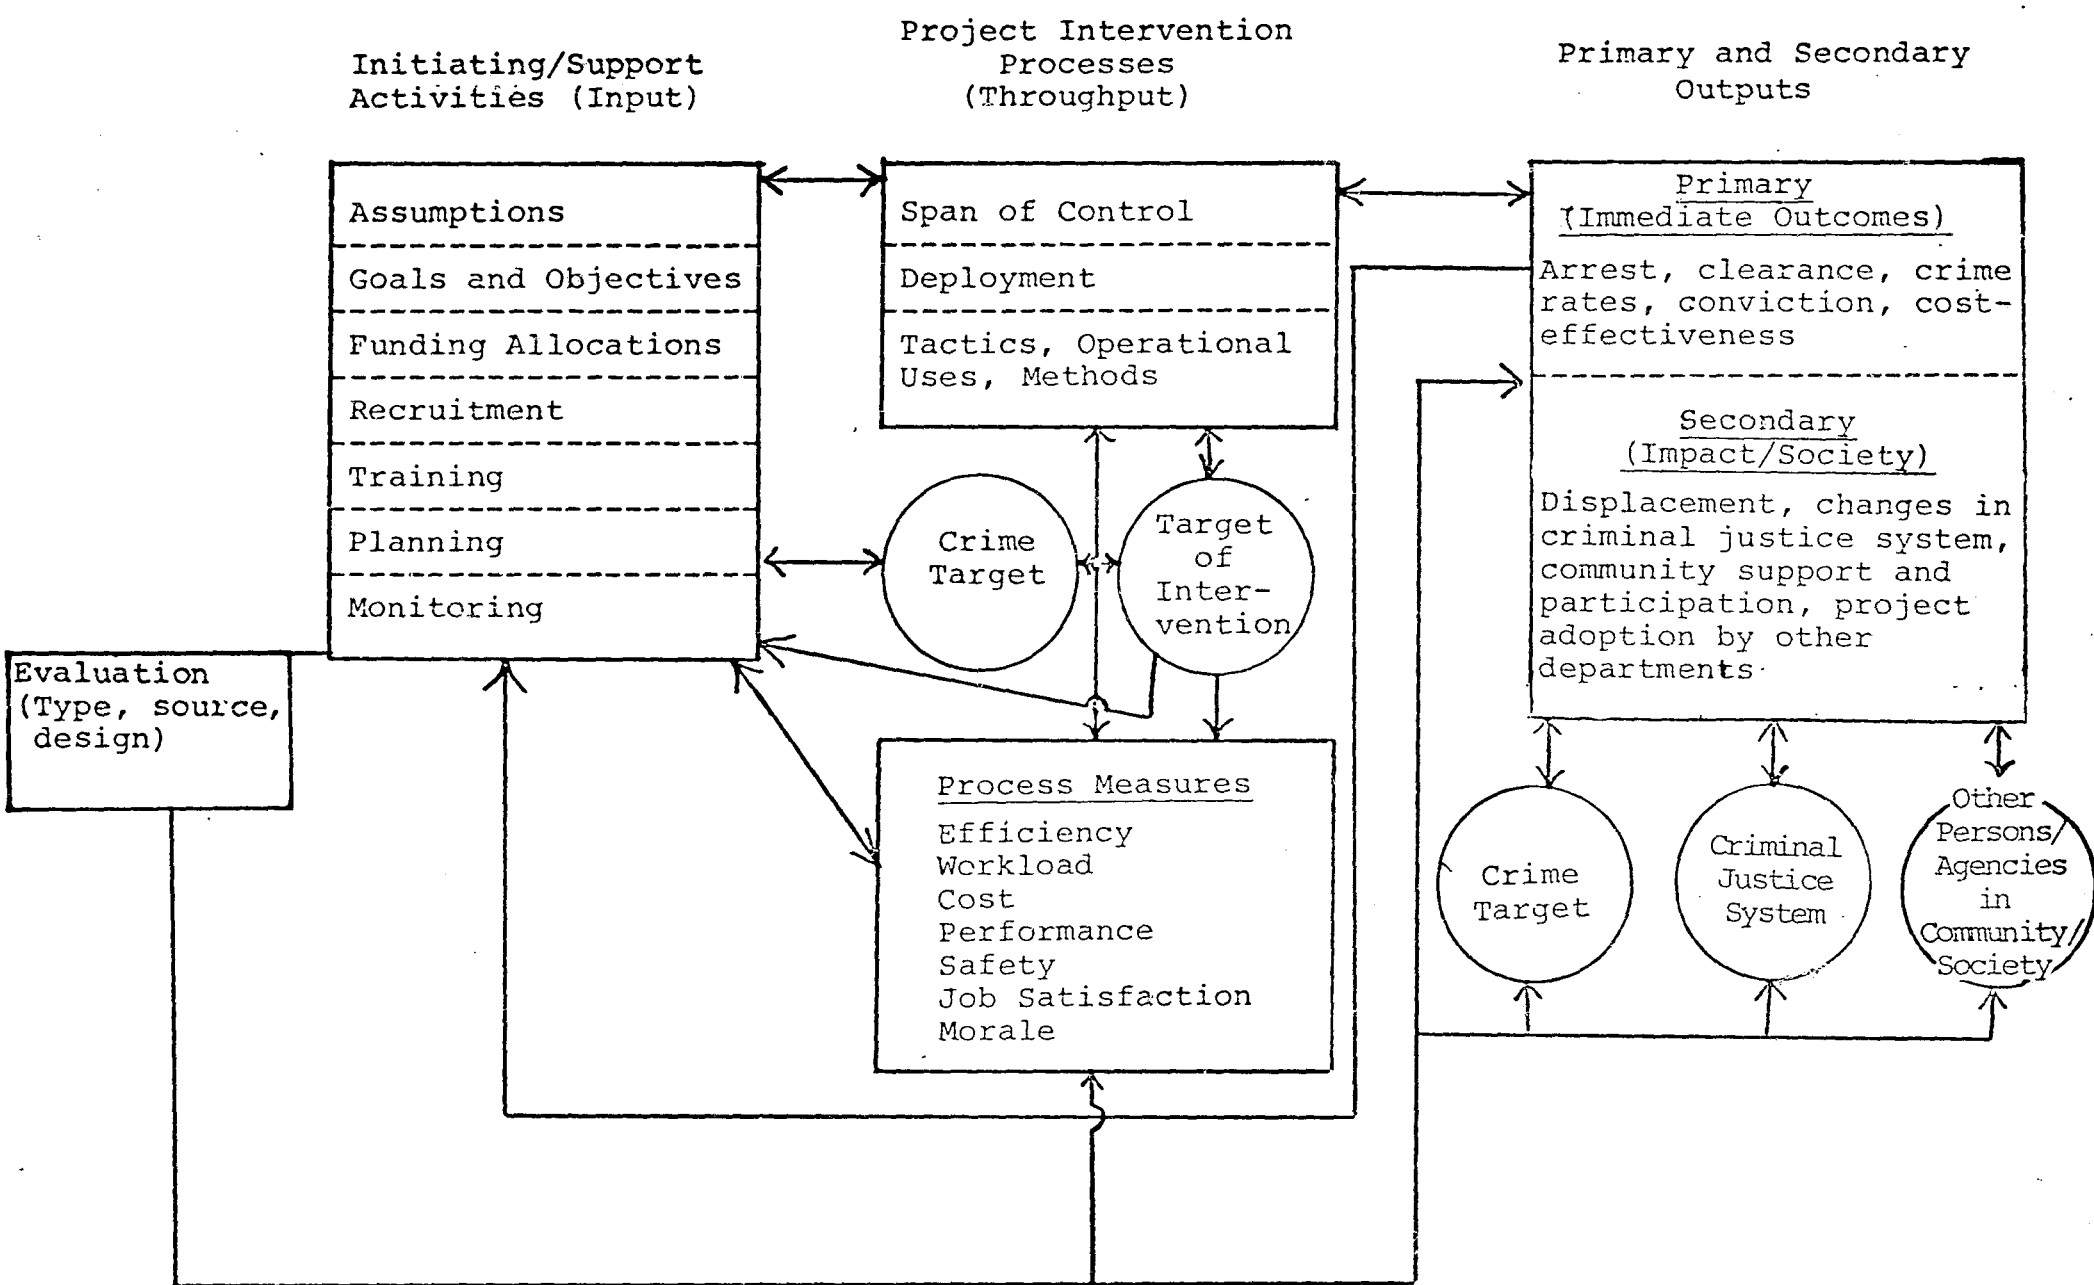 Initiating/Support
Activities (Input)
Project Intervention
Processes
(Throughput)
Primary and Secondary
Outputs
Assumptions
Goals and Objectives
Funding Allocations
Recruitment
Training
Planning
Monitoring
Evaluation
(Type, source,
design)
Span of Control
Deployment
Tactics, Operational
Uses, Methods
Crime
Target
Target
of
Inter-
vention
Process Measures
Efficiency
Workload
Cost
Performance
Safety
Job Satisfaction
Morale
Primary
(Immediate Outcomes)
Arrest, clearance, crime
rates, conviction, cost-
effectiveness
Secondary
(Impact/Society)
Displacement, changes in
criminal justice system,
community support and
participation, project
adoption by other
departments
Crime
Target
Criminal
Justice
System
Other
Persons/
Agencies
in
Community/
Society